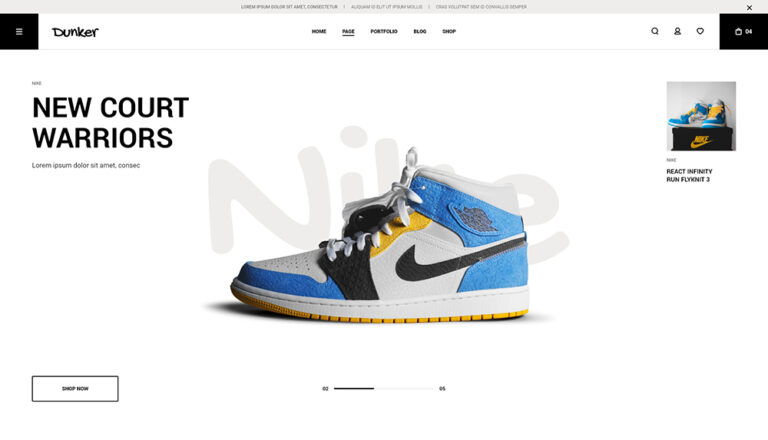 LOREM IPSUM DOLOR SIT AMET, CONSECTETUR | ALIQUAM ID ELIT UT IPSUM MOLLIS | CRAS VOLUTPAT SEM ID CONVALLIS SEMPER
Dunker
HOME PAGE PORTFOLIO BLOG SHOP
04
NIKE
NEW COURT
WARRIORS
Lorem ipsum dolor sit amet, consec
NIKE
NIKE
REACT INFINITY
RUN FLYKNIT 3
SHOP NOW
02
05